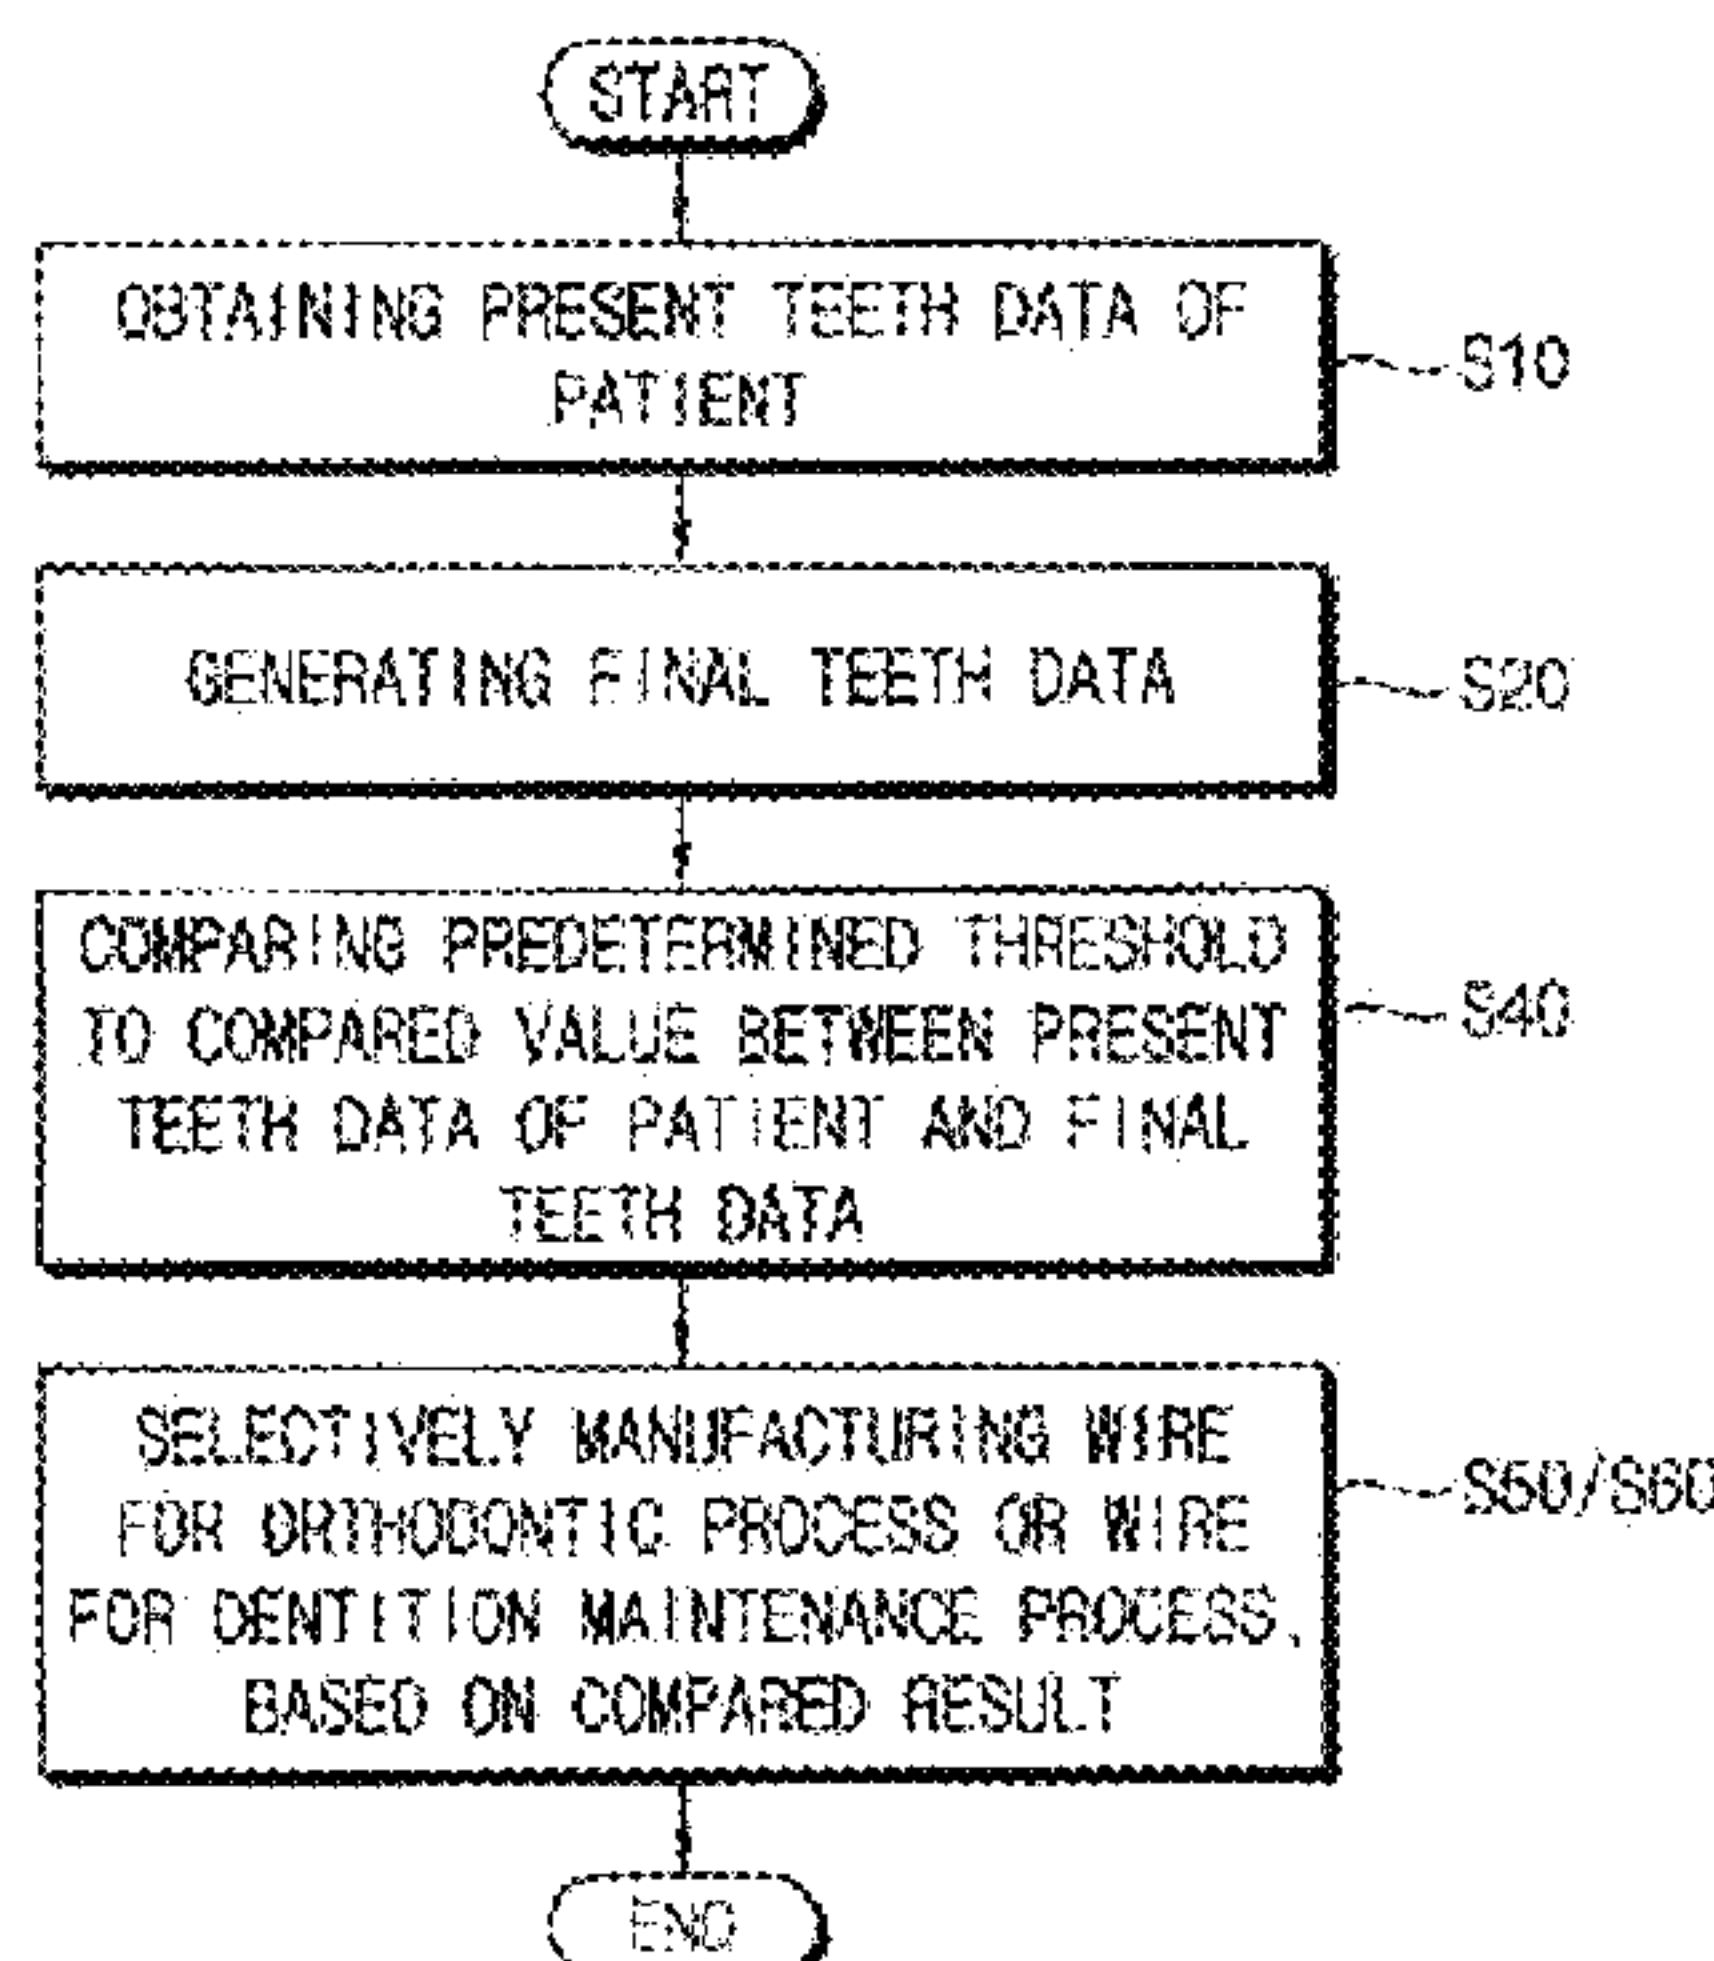 START
OBTAINING PRESENT TEETH DATA OF
PATIENT
S10
GENERATING FINAL TEETH DATA
S20
COMPARING PREDETERMINED THRESHOLD
TO COMPARED VALUE BETWEEN PRESENT
TEETH DATA OF PATIENT AND FINAL
TEETH DATA
S40
SELECTIVELY MANUFACTURING WIRE
FOR ORTHODONTIC PROCESS OR WIRE
FOR DENTITION MAINTENANCE PROCESS,
BASED ON COMPARED RESULT
S50/S60
END